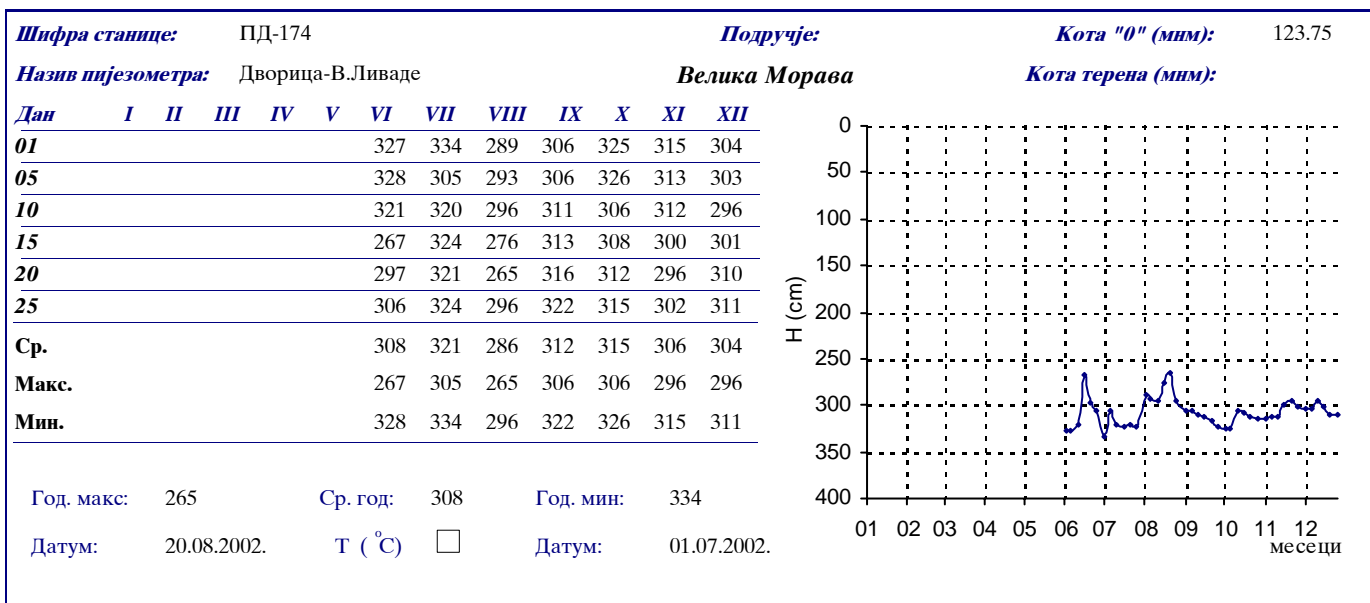 Шифра станице: ПД-174 Подручје: Кота "0" (мнм): 123.75
Назив пијезометра: Дворица-В.Ливаде Велика Морава Кота терена (мнм):
Дан I II III IV V VI VII VIII IX X XI XII
01 327 334 289 306 325 315 304
05 328 305 293 306 326 313 303
10 321 320 296 311 306 312 296
15 267 324 276 313 308 300 301
20 297 321 265 316 312 296 310
25 306 324 296 322 315 302 311
Ср. 308 321 286 312 315 306 304
Макс. 267 305 265 306 306 296 296
Мин. 328 334 296 322 326 315 311
Год. макс: 265 Ср. год: 308 Год. мин: 334
Датум: 20.08.2002. Т ( °C) Датум: 01.07.2002.
H (cm)
0
50
100
150
200
250
300
350
400
01 02 03 04 05 06 07 08 09 10 11 12
месеци